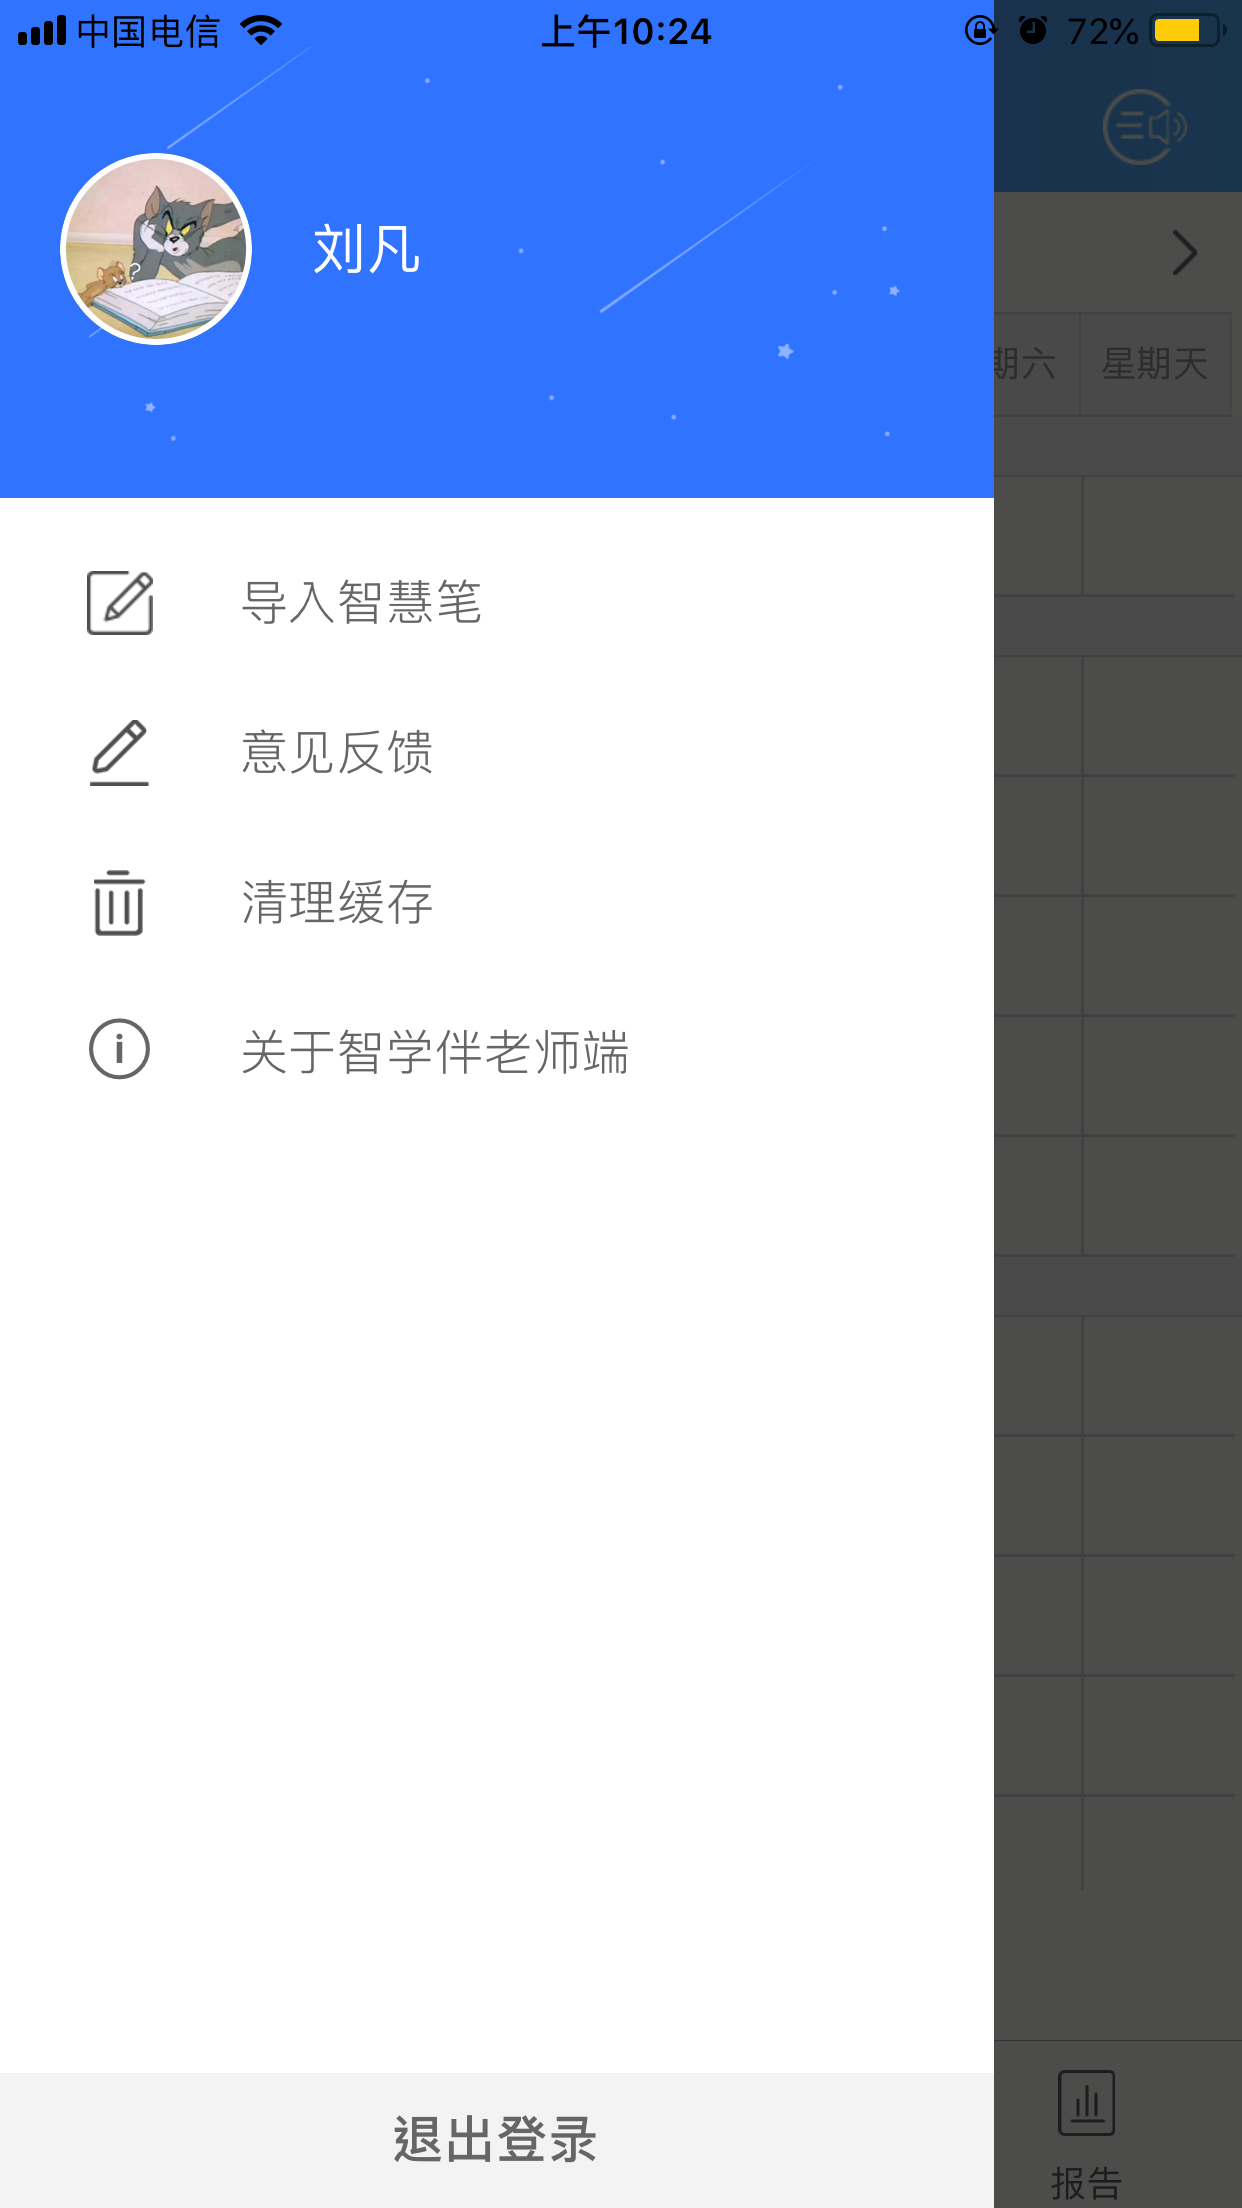 中国电信 上午10:24 72%
刘凡
期六 星期天
导入智慧笔
意见反馈
清理缓存
关于智学伴老师端
退出登录
报告